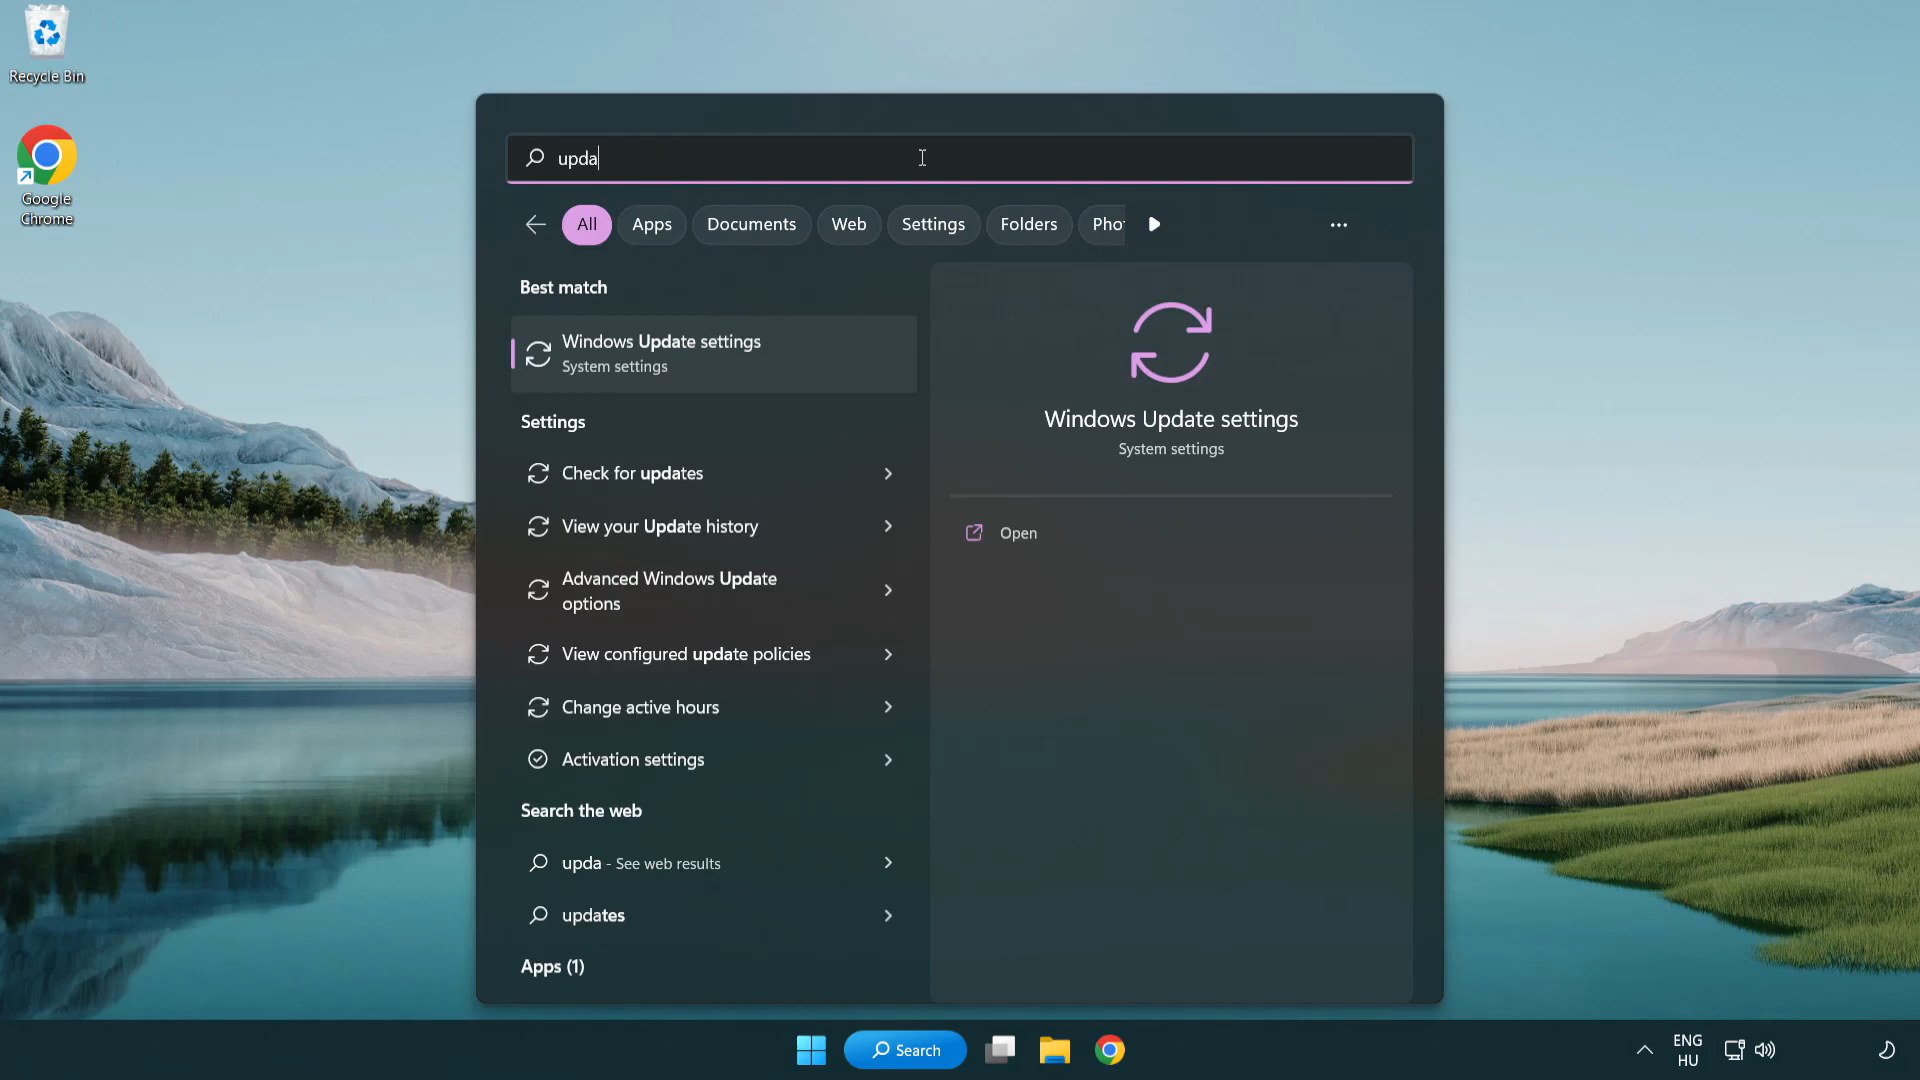 Recycle Bin
Google
Chrome
upda
All
Apps
Documents
Web
Settings
Folders
Pho
Best match
Windows Update settings
System settings
Settings
Check for updates
View your Update history
Advanced Windows Update
options
View configured update policies
Change active hours
Activation settings
Search the web
upda - See web results
updates
Apps (1)
Windows Update settings
System settings
Open
Search
ENG
HU